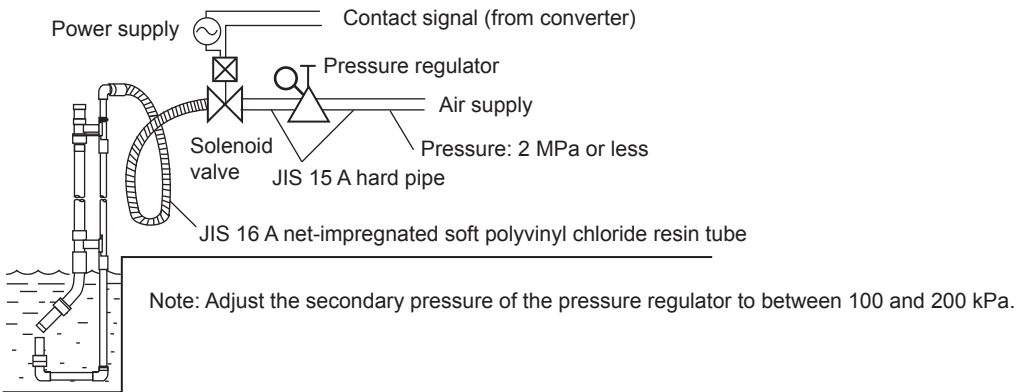 Contact signal (from converter)
Power supply
Pressure regulator
Air supply
Solenoid
valve
Pressure: 2 MPa or less
JIS 15 A hard pipe
JIS 16 A net-impregnated soft polyvinyl chloride resin tube
Note: Adjust the secondary pressure of the pressure regulator to between 100 and 200 kPa.